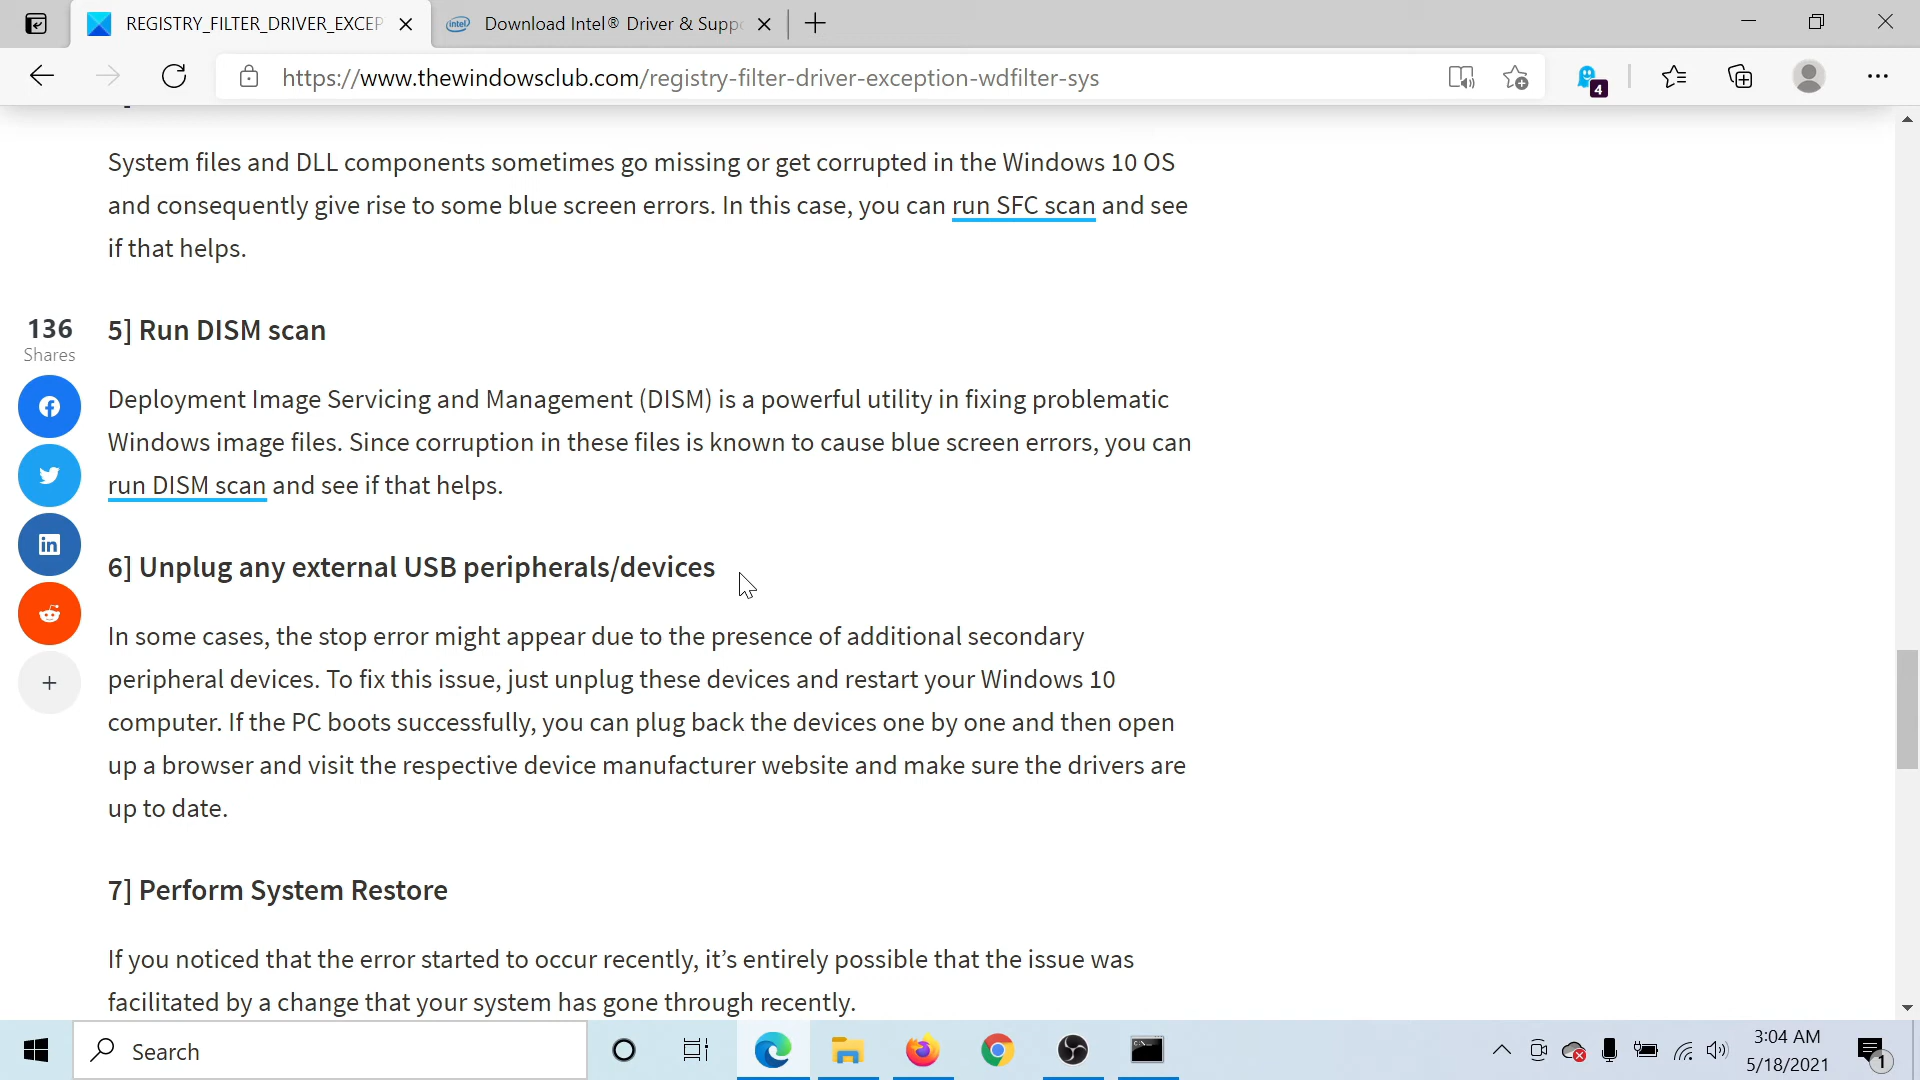 REGISTRY_FILTER_DRIVER_EXCEP
intel
Download Intel® Driver & Supp
https://www.thewindowsclub.com/registry-filter-driver-exception-wdfilter-sys
4
System files and DLL components sometimes go missing or get corrupted in the Windows 10 OS
and consequently give rise to some blue screen errors. In this case, you can run SFC scan and see
if that helps.
136
Shares
5] Run DISM scan
Deployment Image Servicing and Management (DISM) is a powerful utility in fixing problematic
Windows image files. Since corruption in these files is known to cause blue screen errors, you can
run DISM scan and see if that helps.
6] Unplug any external USB peripherals/devices
In some cases, the stop error might appear due to the presence of additional secondary
peripheral devices. To fix this issue, just unplug these devices and restart your Windows 10
computer. If the PC boots successfully, you can plug back the devices one by one and then open
up a browser and visit the respective device manufacturer website and make sure the drivers are
up to date.
7] Perform System Restore
If you noticed that the error started to occur recently, it’s entirely possible that the issue was
facilitated by a change that your system has gone through recently.
Search
3:04 AM
5/18/2021
1